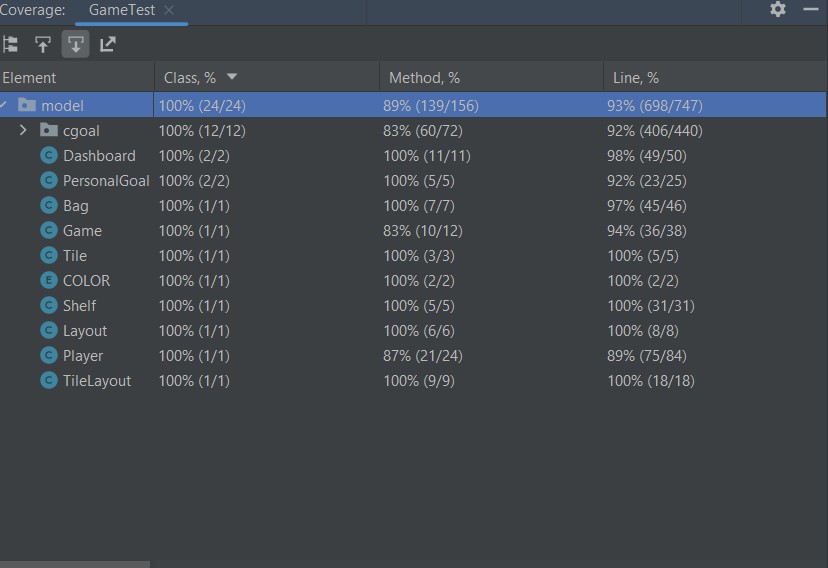 Coverage: GameTest
Element Class, % Method, % Line, %
model 100% (24/24) 89% (139/156) 93% (698/747)
cgoal 100% (12/12) 83% (60/72) 92% (406/440)
C Dashboard 100% (2/2) 100% (11/11) 98% (49/50)
C PersonalGoal 100% (2/2) 100% (5/5) 92% (23/25)
C Bag 100% (1/1) 100% (7/7) 97% (45/46)
C Game 100% (1/1) 83% (10/12) 94% (36/38)
C Tile 100% (1/1) 100% (3/3) 100% (5/5)
E COLOR 100% (1/1) 100% (2/2) 100% (2/2)
C Shelf 100% (1/1) 100% (5/5) 100% (31/31)
C Layout 100% (1/1) 100% (6/6) 100% (8/8)
C Player 100% (1/1) 87% (21/24) 89% (75/84)
C TileLayout 100% (1/1) 100% (9/9) 100% (18/18)